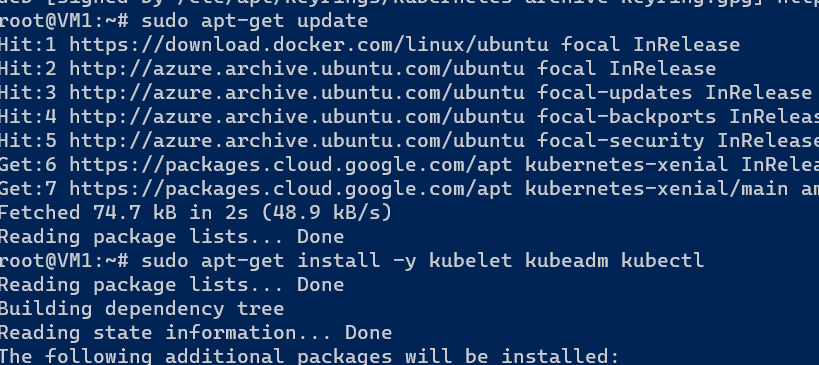 root@VM1:~# sudo apt-get update
Hit:1 https://download.docker.com/linux/ubuntu focal InRelease
Hit:2 http://azure.archive.ubuntu.com/ubuntu focal InRelease
Hit:3 http://azure.archive.ubuntu.com/ubuntu focal-updates InRelease
Hit:4 http://azure.archive.ubuntu.com/ubuntu focal-backports InReleas
Hit:5 http://azure.archive.ubuntu.com/ubuntu focal-security InRelease
Get:6 https://packages.cloud.google.com/apt kubernetes-xenial InRelea
Get:7 https://packages.cloud.google.com/apt kubernetes-xenial/main am
Fetched 74.7 kB in 2s (48.9 kB/s)
Reading package lists... Done
root@VM1:~# sudo apt-get install -y kubelet kubeadm kubectl
Reading package lists... Done
Building dependency tree
Reading state information... Done
The following additional packages will be installed: